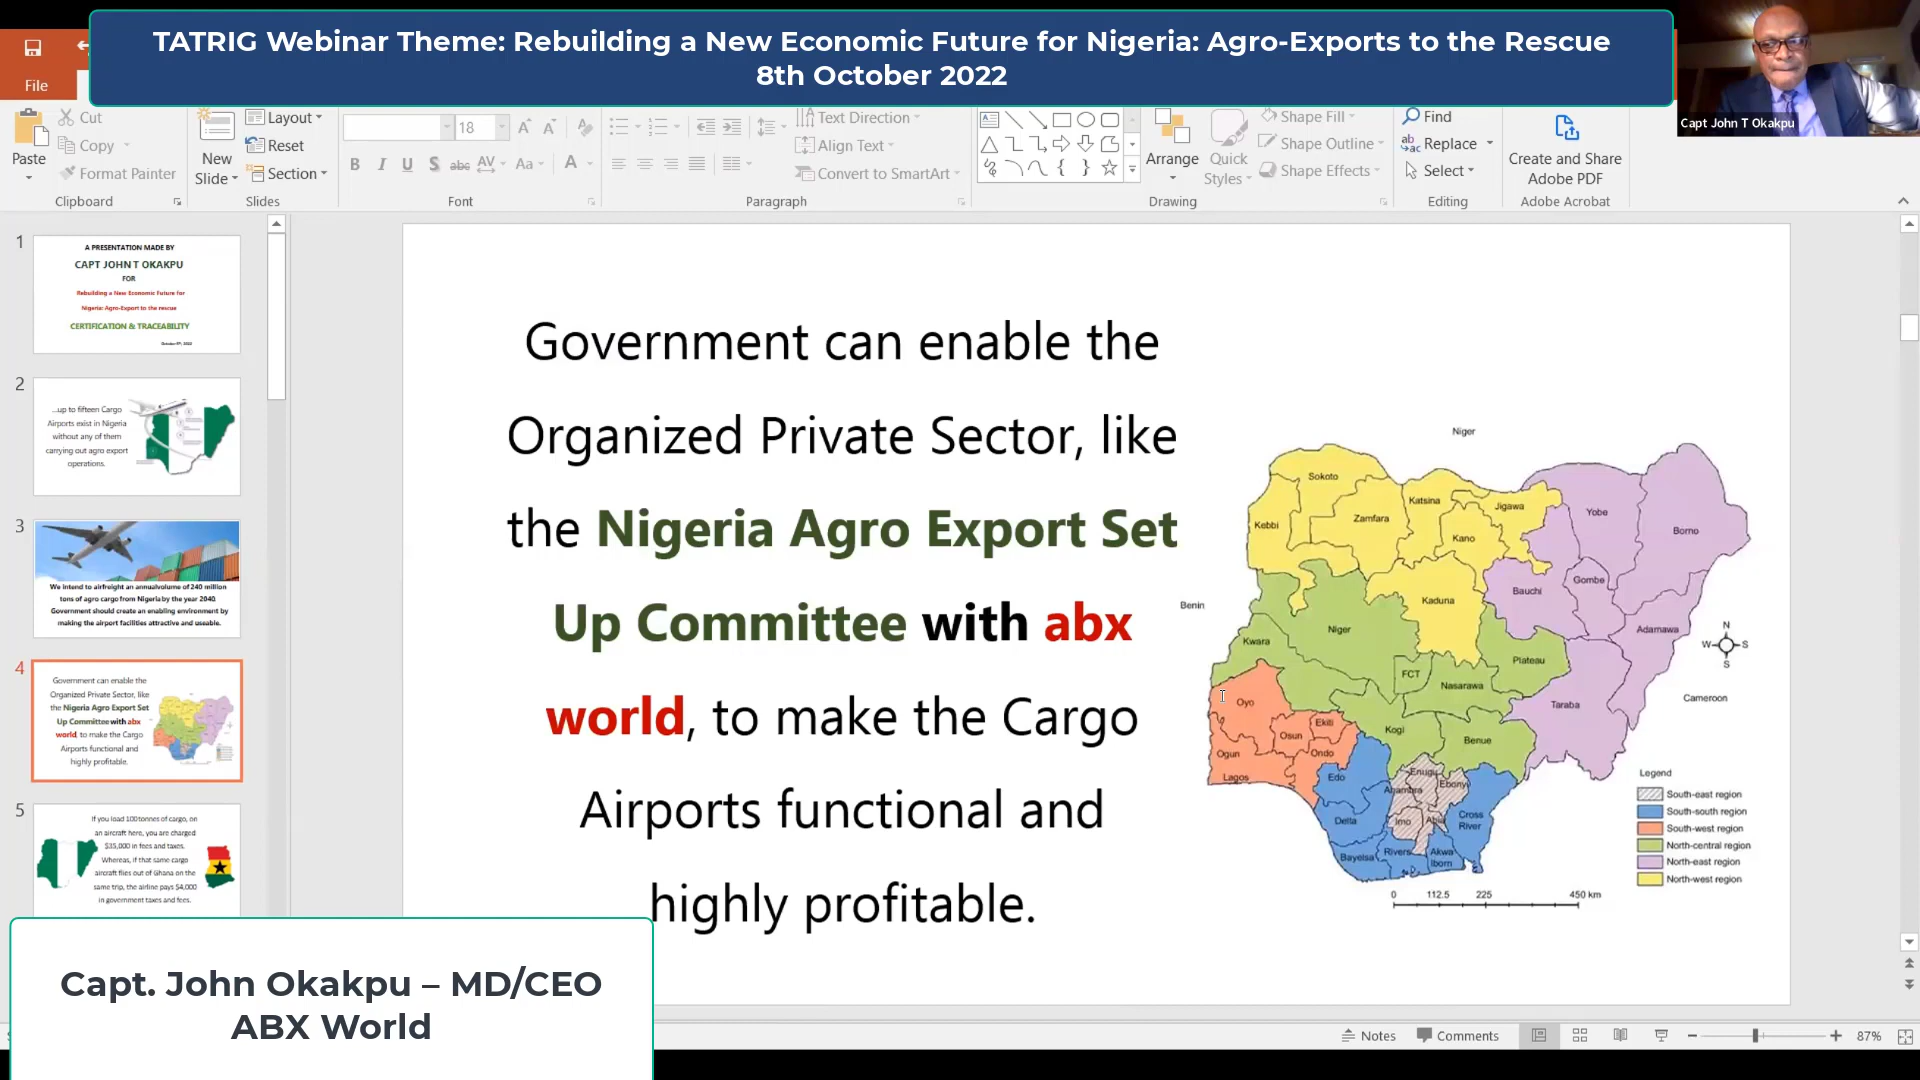 TATRIG Webinar Theme: Rebuilding a New Economic Future for Nigeria: Agro-Exports to the Rescue
8th October 2022
Capt John T Okakpu
File
Paste
Cut
Copy
Format Painter
Clipboard
New
Slide
Layout
Reset
Section
Slides
18
B I U S abc AV Aa A
Font
Text Direction
Align Text
Convert to SmartArt
Paragraph
Arrange
Quick
Styles
Shape Fill
Shape Outline
Shape Effects
Drawing
Find
Replace
Select
Editing
Create and Share
Adobe PDF
Adobe Acrobat
1
A PRESENTATION MADE BY
CAPT JOHN T OKAKPU
FOR
Rebuilding a New Economic Future for
Nigeria: Agro-Export to the rescue
CERTIFICATION & TRACEABILITY
2
...up to fifteen Cargo
Airports exist in Nigeria
without any of them
carrying out agro export
operations.
3
We intend to airfreight an annualvolume of 240 million
tons of agro cargo from Nigeria by the year 2040.
Government should create an enabling environment by
making the airport facilities attractive and useable.
4
Government can enable the
Organized Private Sector, like
the Nigeria Agro Export Set
Up Committee with abx
world, to make the Cargo
Airports functional and
highly profitable.
5
If you load 100tonnes of cargo, on
an aircraft here, you are charged
$35,000 in fees and taxes.
Whereas, if that same cargo
aircraft flies out of Ghana on the
same trip, the airline pays $4,000
in government taxes and fees.
Government can enable the
Organized Private Sector, like
the Nigeria Agro Export Set
Up Committee with abx
world, to make the Cargo
Airports functional and
highly profitable.
Niger
Sokoto
Katsina
Jigawa
Yobe
Kebbi
Zamfara
Kano
Borno
Gombe
Bauchi
Kaduna
Benin
Niger
Adamawa
Kwara
N
W S
S
Plateau
FCT
Nasarawa
Cameroon
Oyo
Taraba
Ekiti
Kogi
Osun
Benue
Ogun
Ondo
Lagos
Edo
Enugu
Anambra
Ebony
Delta
Imo
Abia
Cross
River
Bayelsa
Rivers
Akwa
Ibom
Legend
South-east region
South-south region
South-west region
North-central region
North-east region
North-west region
0 112.5 225 450 km
Capt. John Okakpu – MD/CEO
ABX World
Notes
Comments
87%